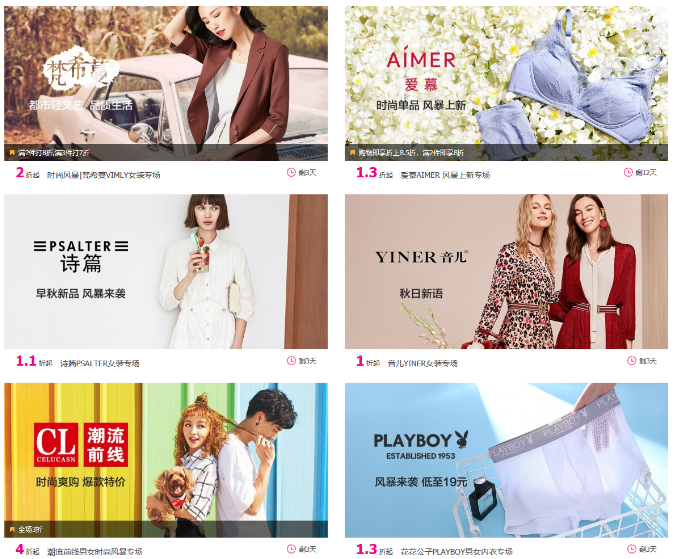 梵希蔓
都市轻文艺 品质生活
满2件打8折,满3件打7折
2折起 时尚风暴|梵希蔓VIMLY女装专场
剩3天
AiMER
爱慕
时尚单品 风暴上新
购物即享折上8.5折，满2件即享8折
1.3折起 爱慕AIMER 风暴上新专场
剩12天
PSALTER
诗篇
早秋新品 风暴来袭
1.1折起 诗篇PSALTER女装专场
剩3天
YINER 音儿
秋日新语
1折起 音儿YINER女装专场
剩3天
CL
CELUCASN
潮流
前线
时尚爽购 爆款特价
全场3折
4折起 潮流前线男女时尚风暴专场
剩3天
PLAYBOY
ESTABLISHED 1953
风暴来袭 低至19元
PLAYBOY
1.3折起 花花公子PLAYBOY男女内衣专场
剩3天